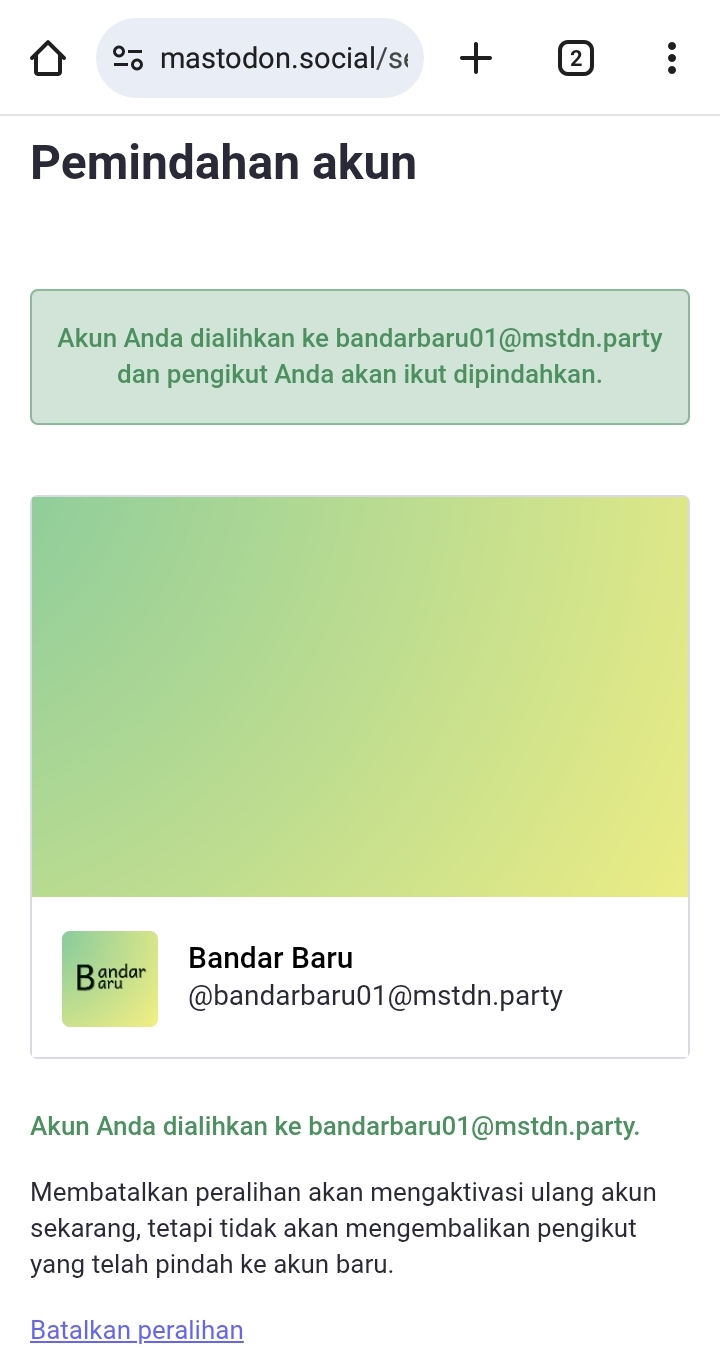 mastodon.social/se
2
Pemindahan akun
Akun Anda dialihkan ke bandarbaru01@mstdn.party
dan pengikut Anda akan ikut dipindahkan.
Bandar
aru
Bandar Baru
@bandarbaru01@mstdn.party
Akun Anda dialihkan ke bandarbaru01@mstdn.party.
Membatalkan peralihan akan mengaktivasi ulang akun
sekarang, tetapi tidak akan mengembalikan pengikut
yang telah pindah ke akun baru.
Batalkan peralihan